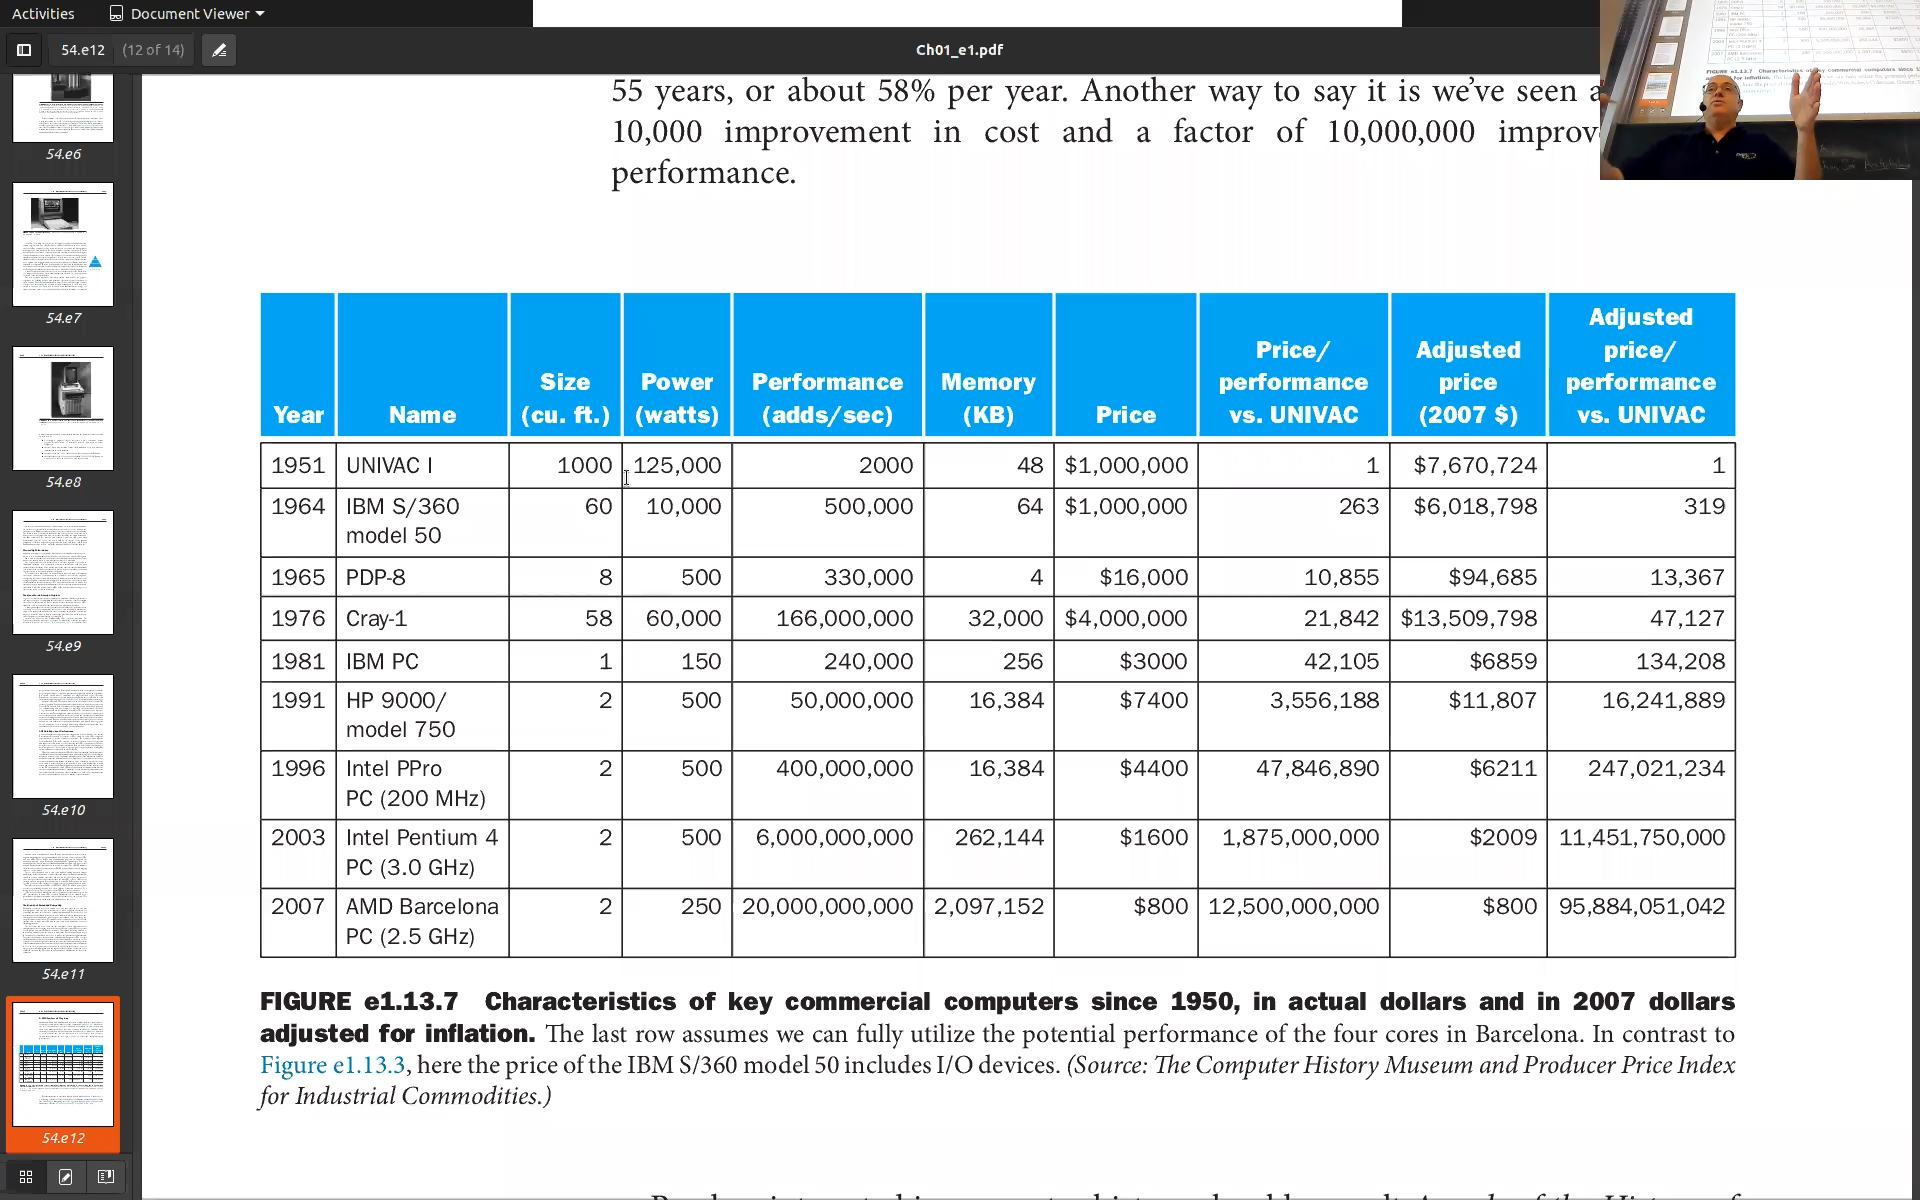 Activities
Document Viewer
54.e12 (12 of 14)
Ch01_e1.pdf
54.e6
54.e7
54.e8
54.e9
54.e10
54.e11
54.e12
55 years, or about 58% per year. Another way to say it is we've seen a
10,000 improvement in cost and a factor of 10,000,000 improv
performance.
Year Name Size (cu. ft.) Power (watts) Performance (adds/sec) Memory (KB) Price Price/ performance vs. UNIVAC Adjusted price (2007 $) Adjusted price/ performance vs. UNIVAC
1951 UNIVAC I 1000 125,000 2000 48 $1,000,000 1 $7,670,724 1
1964 IBM S/360 model 50 60 10,000 500,000 64 $1,000,000 263 $6,018,798 319
1965 PDP-8 8 500 330,000 4 $16,000 10,855 $94,685 13,367
1976 Cray-1 58 60,000 166,000,000 32,000 $4,000,000 21,842 $13,509,798 47,127
1981 IBM PC 1 150 240,000 256 $3000 42,105 $6859 134,208
1991 HP 9000/ model 750 2 500 50,000,000 16,384 $7400 3,556,188 $11,807 16,241,889
1996 Intel PPro PC (200 MHz) 2 500 400,000,000 16,384 $4400 47,846,890 $6211 247,021,234
2003 Intel Pentium 4 PC (3.0 GHz) 2 500 6,000,000,000 262,144 $1600 1,875,000,000 $2009 11,451,750,000
2007 AMD Barcelona PC (2.5 GHz) 2 250 20,000,000,000 2,097,152 $800 12,500,000,000 $800 95,884,051,042
FIGURE e1.13.7 Characteristics of key commercial computers since 1950, in actual dollars and in 2007 dollars
adjusted for inflation. The last row assumes we can fully utilize the potential performance of the four cores in Barcelona. In contrast to
Figure e1.13.3, here the price of the IBM S/360 model 50 includes I/O devices. (Source: The Computer History Museum and Producer Price Index
for Industrial Commodities.)